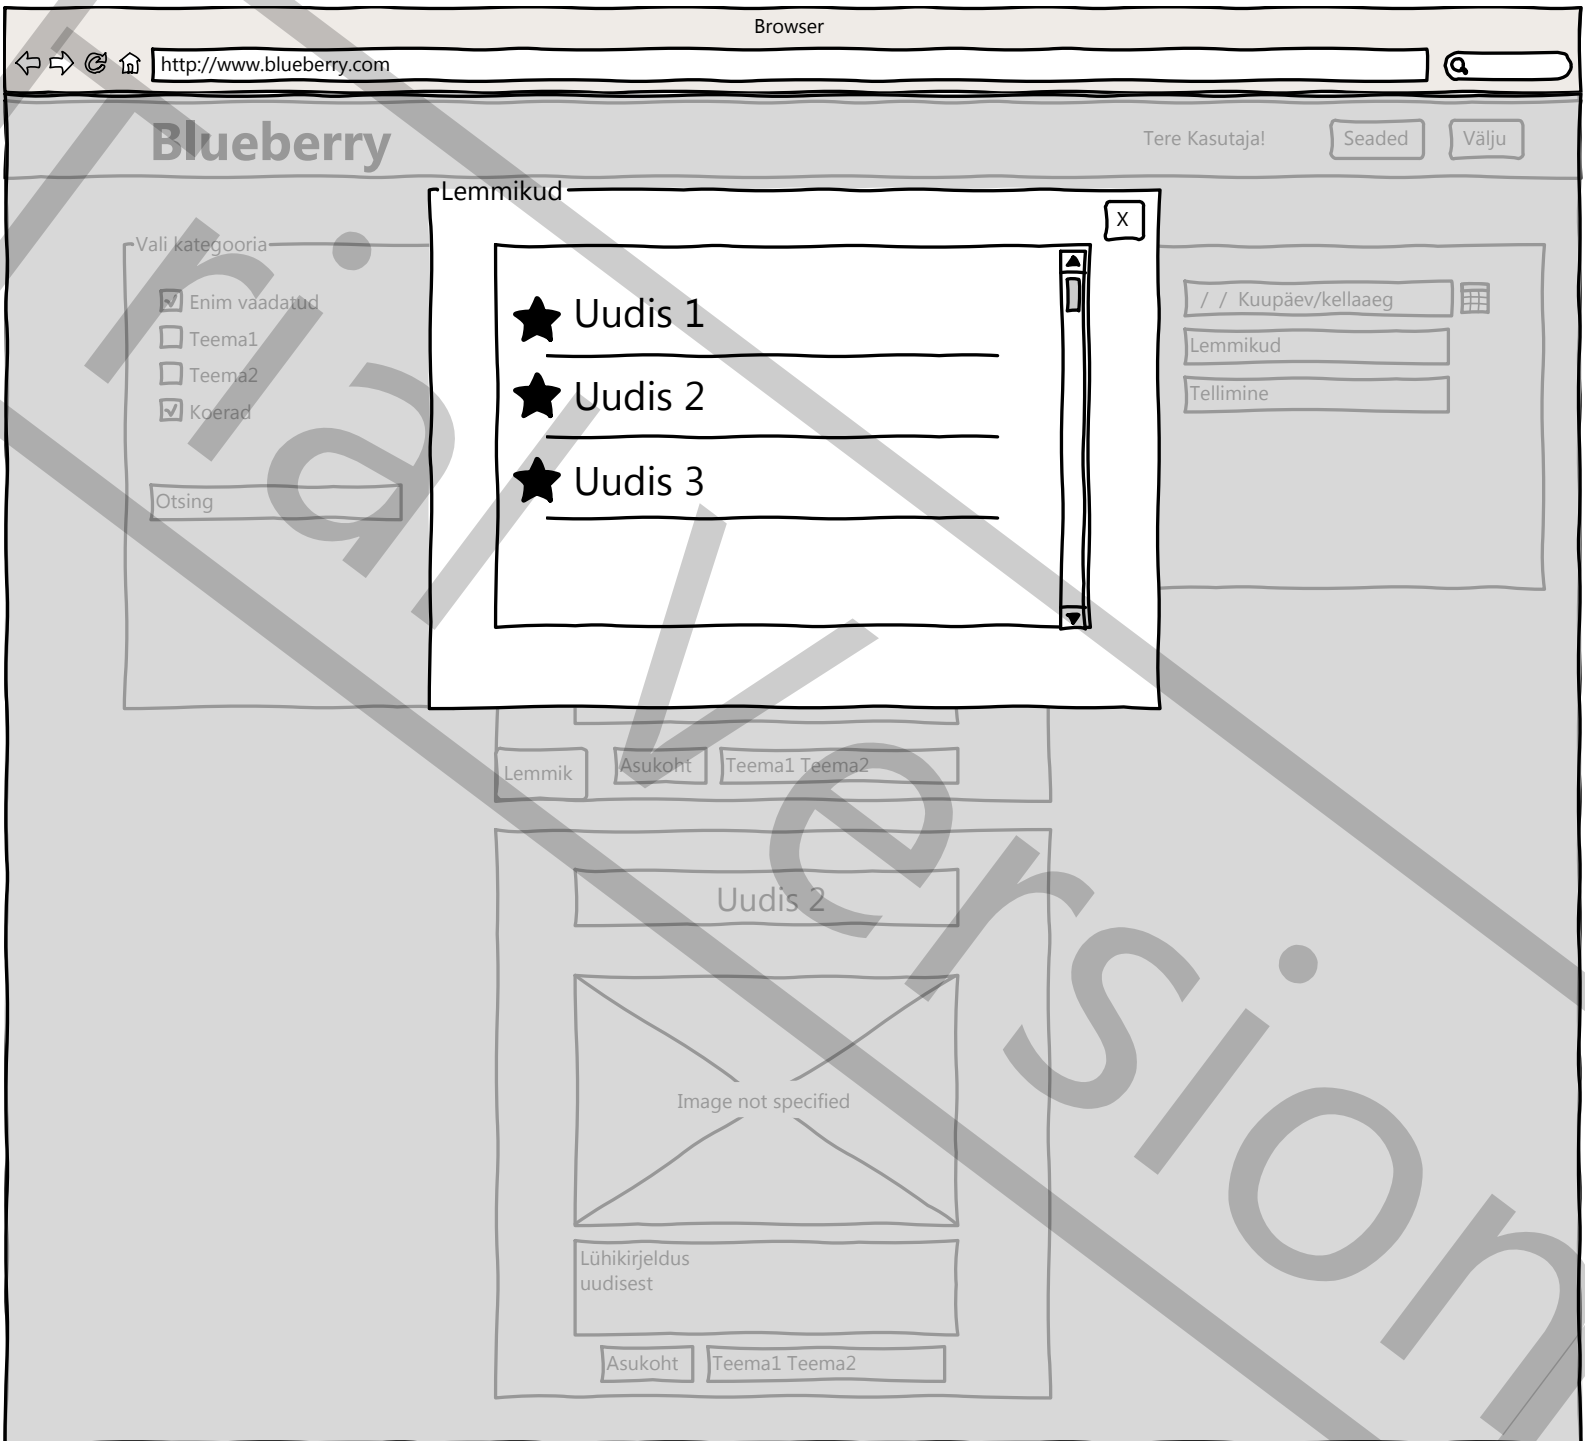 Browser
http://www.blueberry.com
Blueberry
Tere Kasutaja!
Seaded
Välju
Lemmikud
X
Uudis 1
Uudis 2
Uudis 3
Vali kategooria
Enim vaadatud
Teema1
Teema2
Koerad
Otsing
/ / Kuupäev/kellaaeg
Lemmikud
Tellimine
Lemmik
Asukoht
Teema1 Teema2
Uudis 2
Image not specified
Lühikirjeldus
uudisest
Asukoht
Teema1 Teema2
Trial Version